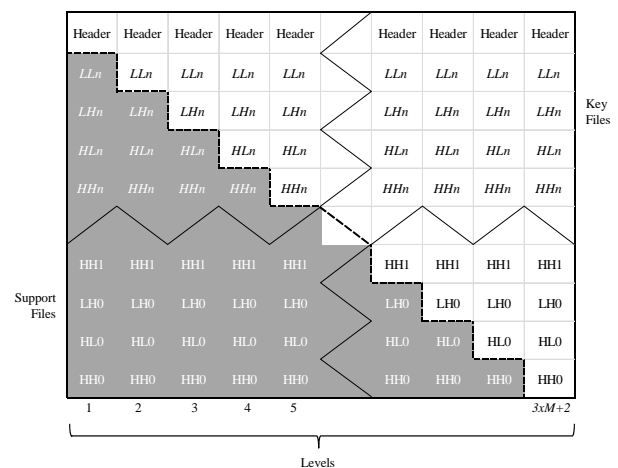 Header Header Header Header Header Header Header Header Header
LLn LLn LLn LLn LLn LLn LLn LLn LLn
LHn LHn LHn LHn LHn LHn LHn LHn LHn
HLn HLn HLn HLn HLn HLn HLn HLn HLn
HHn HHn HHn HHn HHn HHn HHn HHn HHn
Key
Files
HH1 HH1 HH1 HH1 HH1 HH1 HH1 HH1 HH1
LH0 LH0 LH0 LH0 LH0 LH0 LH0 LH0 LH0
HL0 HL0 HL0 HL0 HL0 HL0 HL0 HL0 HL0
HH0 HH0 HH0 HH0 HH0 HH0 HH0 HH0 HH0
Support
Files
1 2 3 4 5 3xM+2
Levels